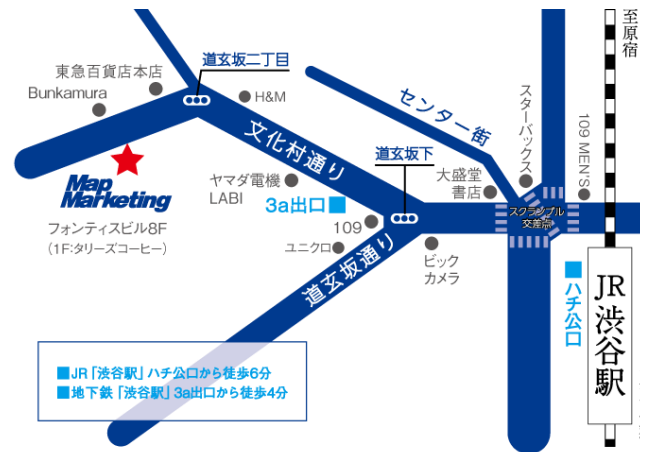 至原宿
道玄坂二丁目
東急百貨店本店
Bunkamura
H&M
センター街
スターバックス
109 MEN'S
文化村通り
道玄坂下
大盛堂
書店
Map
Marketing
ヤマダ電機
LABI
3a出口
スクランブル
交差点
フォンティスビル8F
(1F:タリーズコーヒー)
109
ユニクロ
道玄坂通り
ビック
カメラ
ハチ公口
JR渋谷駅
JR「渋谷駅」ハチ公口から徒歩6分
地下鉄「渋谷駅」3a出口から徒歩4分